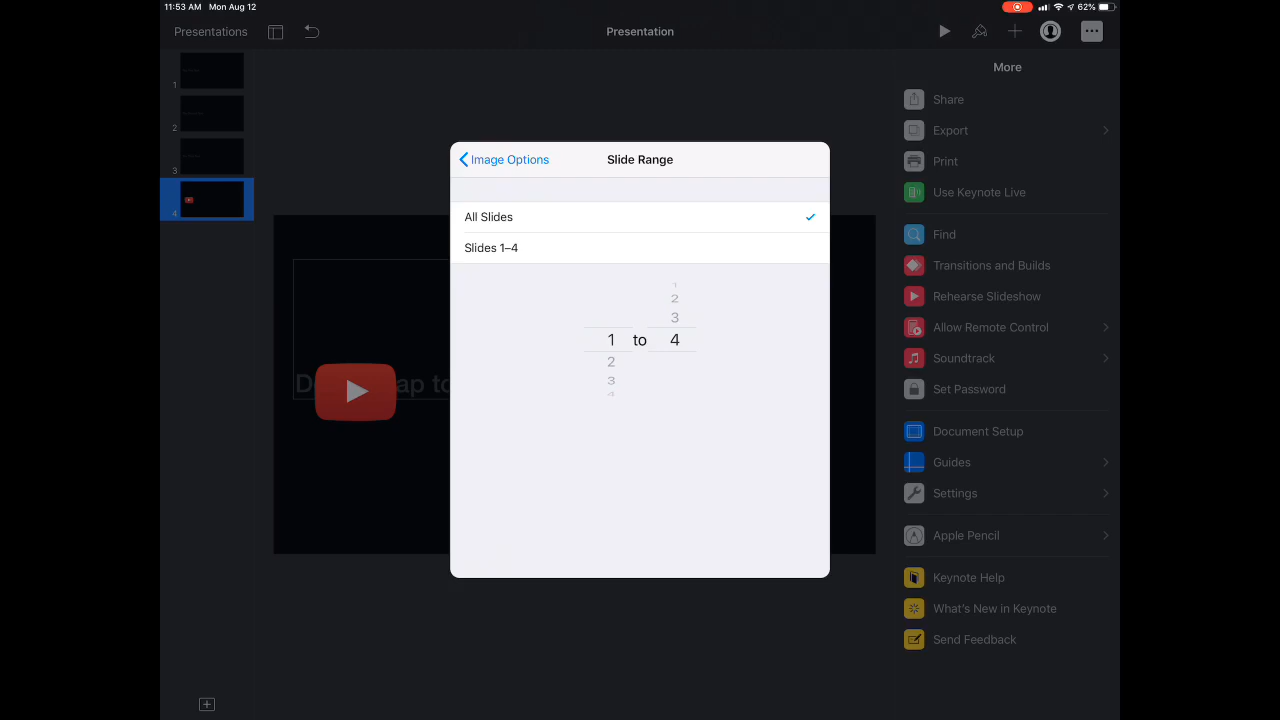 11:53 AM Mon Aug 12
62%
Presentations
Presentation
1
2
3
4
More
Share
Export
Print
Use Keynote Live
Find
Transitions and Builds
Rehearse Slideshow
Allow Remote Control
Soundtrack
Set Password
Document Setup
Guides
Settings
Apple Pencil
Keynote Help
What's New in Keynote
Send Feedback
Image Options
Slide Range
All Slides
Slides 1–4
1
2
3
1 to 4
2
3
4